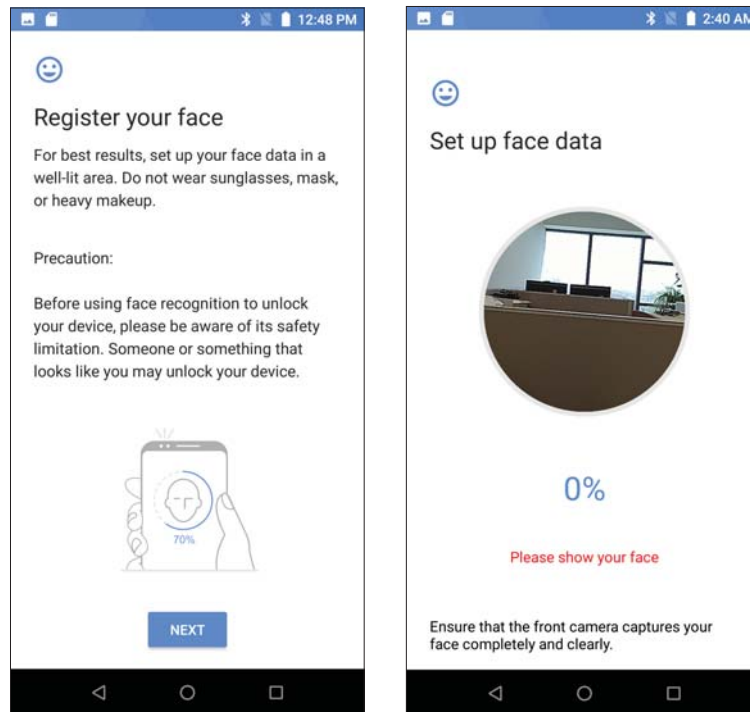 12:48 PM
Register your face
For best results, set up your face data in a
well-lit area. Do not wear sunglasses, mask,
or heavy makeup.
Precaution:
Before using face recognition to unlock
your device, please be aware of its safety
limitation. Someone or something that
looks like you may unlock your device.
70%
NEXT
2:40 AM
Set up face data
0%
Please show your face
Ensure that the front camera captures your
face completely and clearly.